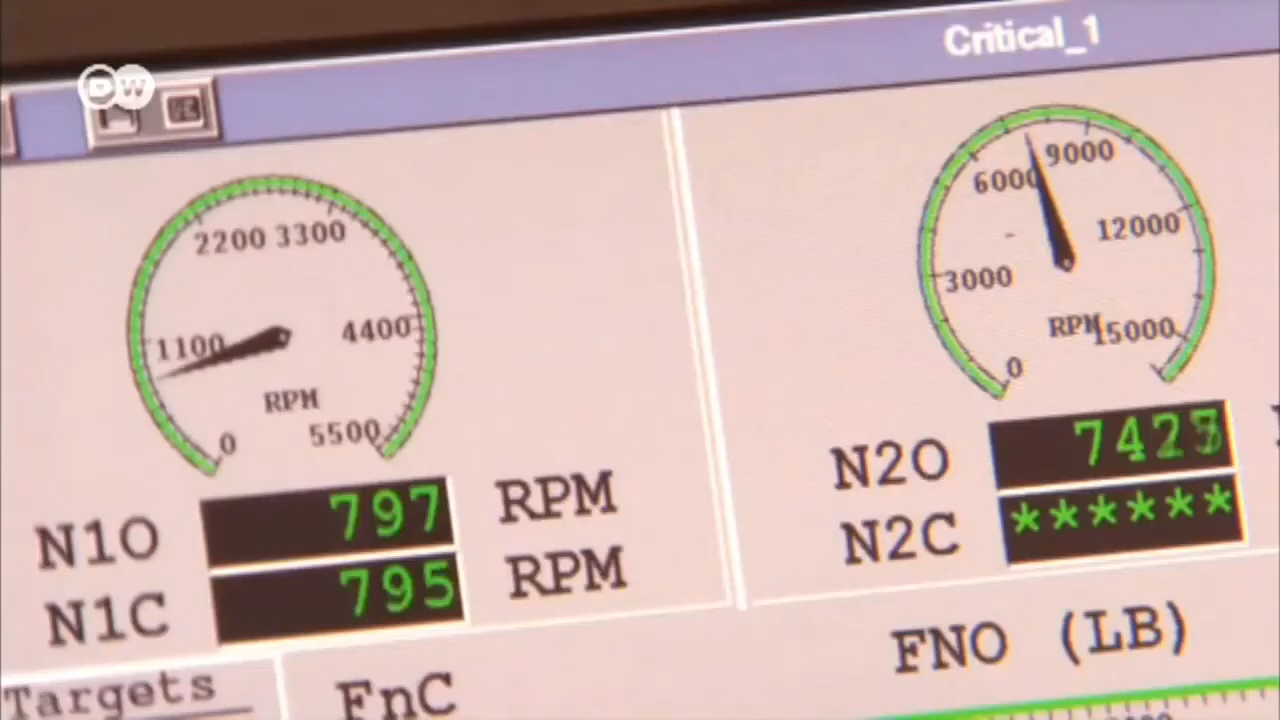 Critical_1
DW
2200 3300
1100
4400
RPM
0
5500
6000
9000
3000
12000
RPM
15000
0
N1O 797 RPM
N1C 795 RPM
N2O
N2C ******
Targets
FnC
FNO (LB)